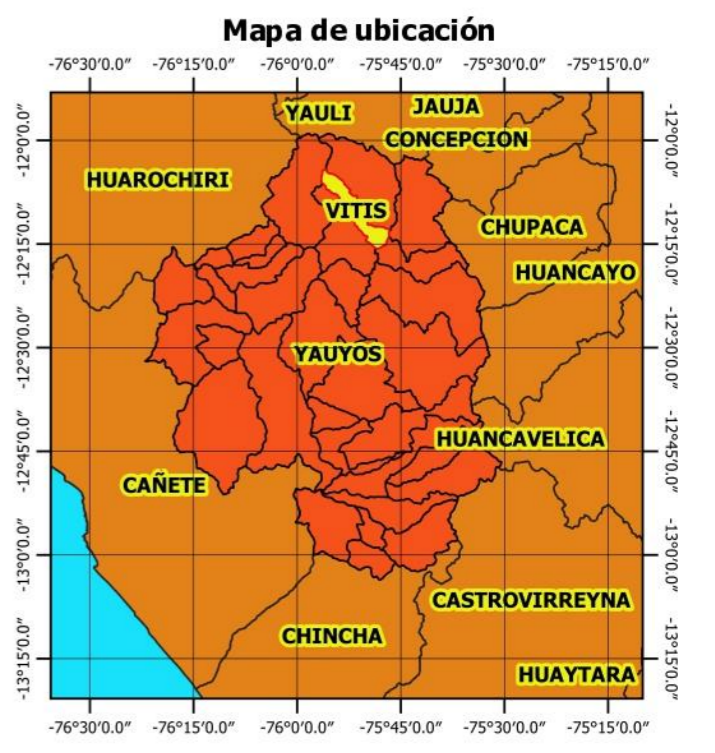 Mapa de ubicación
-76°30'0.0" -76°15'0.0" -76°0'0.0" -75°45'0.0" -75°30'0.0" -75°15'0.0"
YAULI JAUJA
CONCEPCION
HUAROCHIRI
VITIS
CHUPACA
HUANCAYO
YAUYOS
HUANCAVELICA
CAÑETE
CASTROVIRREYNA
CHINCHA
HUAYTARA
-12°0'0.0"
-12°15'0.0"
-12°30'0.0"
-12°45'0.0"
-13°0'0.0"
-13°15'0.0"
-12°0'0.0"
-12°15'0.0"
-12°30'0.0"
-12°45'0.0"
-13°0'0.0"
-13°15'0.0"
-76°30'0.0" -76°15'0.0" -76°0'0.0" -75°45'0.0" -75°30'0.0" -75°15'0.0"